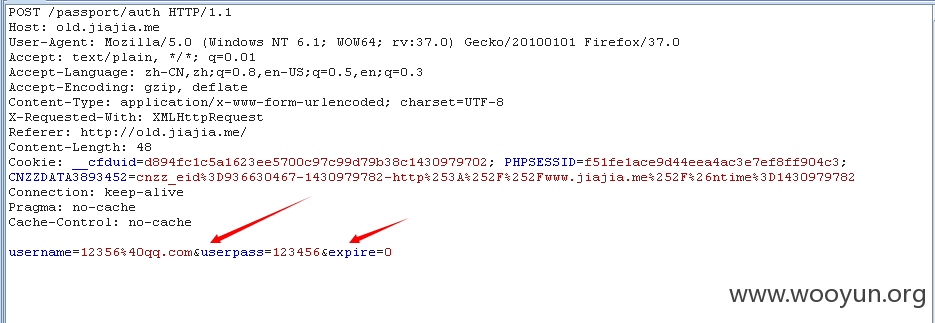 POST /passport/auth HTTP/1.1
Host: old.jiajia.me
User-Agent: Mozilla/5.0 (Windows NT 6.1; WOW64; rv:37.0) Gecko/20100101 Firefox/37.0
Accept: text/plain, */*; q=0.01
Accept-Language: zh-CN,zh;q=0.8,en-US;q=0.5,en;q=0.3
Accept-Encoding: gzip, deflate
Content-Type: application/x-www-form-urlencoded; charset=UTF-8
X-Requested-With: XMLHttpRequest
Referer: http://old.jiajia.me/
Content-Length: 48
Cookie: __cfduid=d894fc1c5a1623ee5700c97c99d79b38c1430979702; PHPSESSID=f51fe1ace9d44eea4ac3e7ef8ff904c3;
CNZZDATA3893452=cnzz_eid%3D936630467-1430979782-http%253A%252F%252Fwww.jiajia.me%252F%26ntime%3D1430979782
Connection: keep-alive
Pragma: no-cache
Cache-Control: no-cache
username=12356%40qq.com&userpass=123456&expire=0
www.wooyun.org